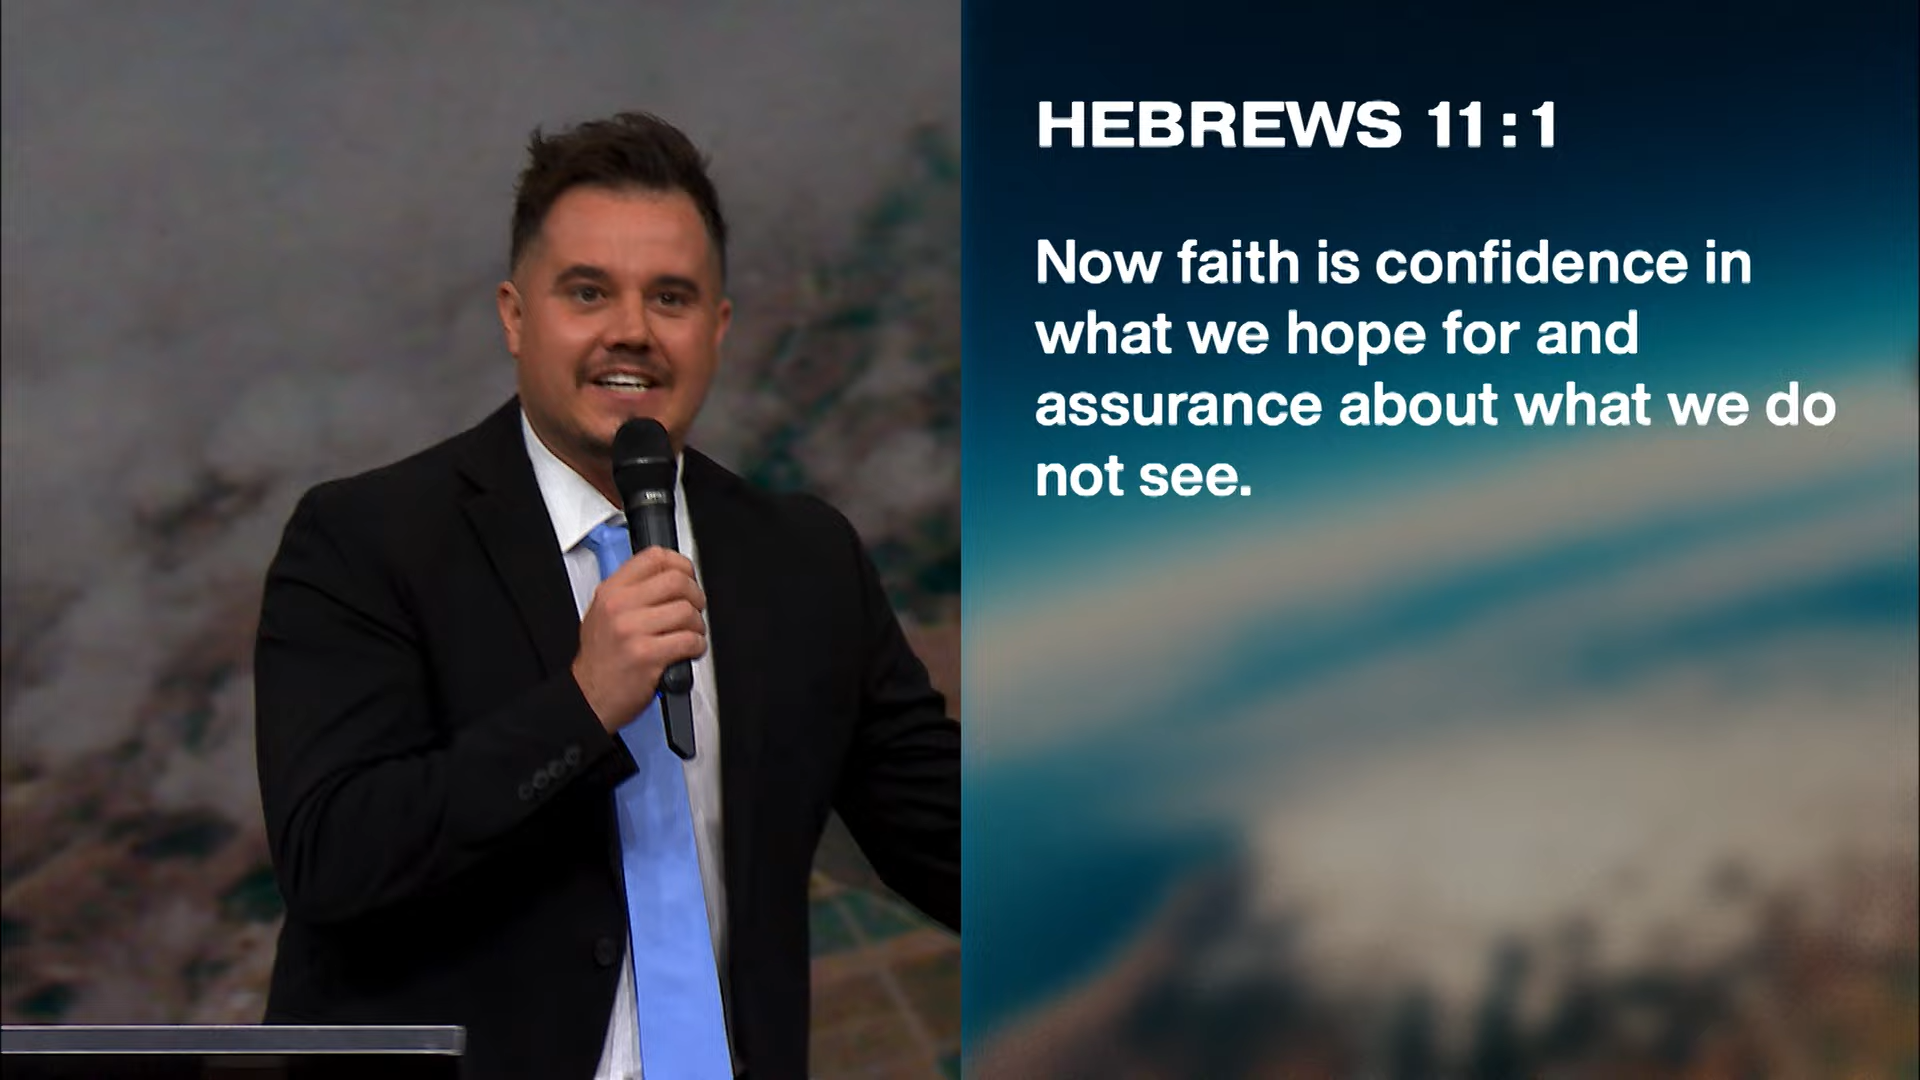 HEBREWS 11:1
Now faith is confidence in
what we hope for and
assurance about what we do
not see.